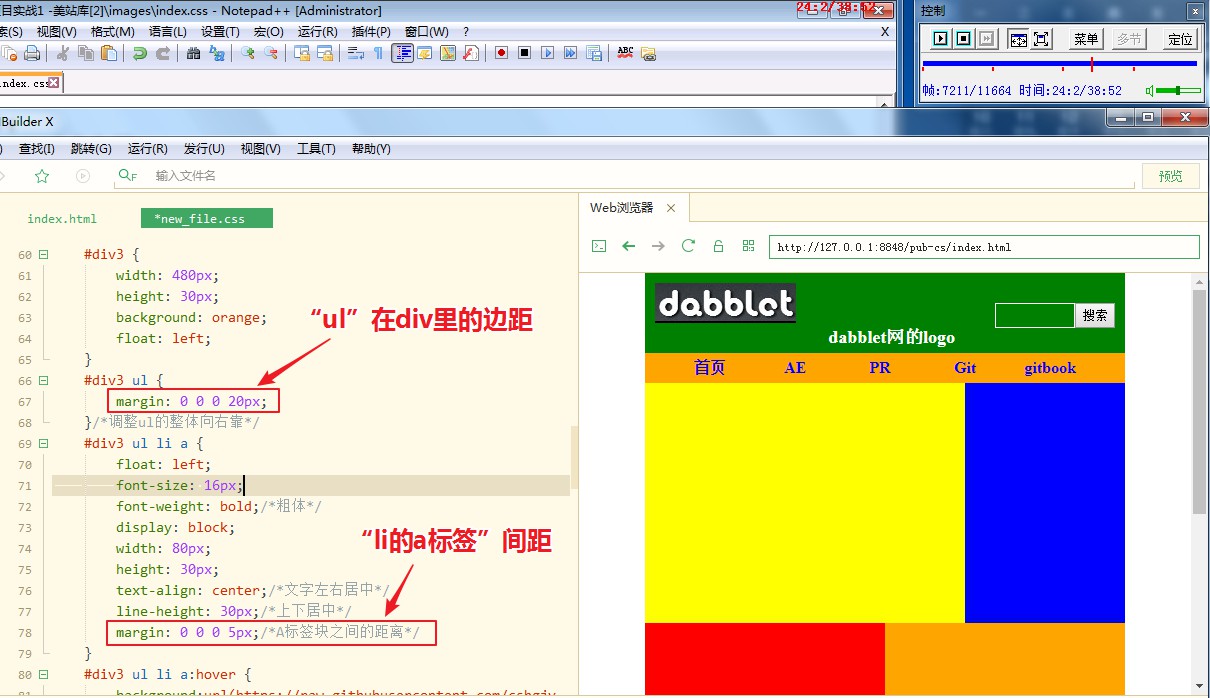 目实战1 -美站库[2]\images\index.css - Notepad++ [Administrator]
24:2/38:52
控制
索(S) 视图(V) 格式(M) 语言(L) 设置(T) 宏(O) 运行(R) 插件(P) 窗口(W) ? X
菜单 多节 定位
index.css
帧:7211/11664 时间:24:2/38:52
Builder X
) 查找(I) 跳转(G) 运行(R) 发行(U) 视图(V) 工具(T) 帮助(Y)
输入文件名
预览
index.html *new_file.css
60 #div3 {
61 width: 480px;
62 height: 30px;
63 background: orange;
64 float: left;
65 }
66 #div3 ul {
67 margin: 0 0 0 20px;
68 }/*调整ul的整体向右靠*/
69 #div3 ul li a {
70 float: left;
71 font-size: 16px;
72 font-weight: bold;/*粗体*/
73 display: block;
74 width: 80px;
75 height: 30px;
76 text-align: center;/*文字左右居中*/
77 line-height: 30px;/*上下居中*/
78 margin: 0 0 0 5px;/*A标签块之间的距离*/
79 }
80 #div3 ul li a:hover {
“ul”在div里的边距
“li的a标签”间距
Web浏览器
http://127.0.0.1:8848/pub-cs/index.html
dabblet
搜索
dabblet网的logo
首页 AE PR Git gitbook